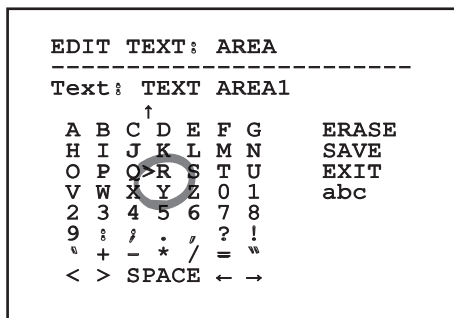 EDIT TEXT: AREA
------------------------
Text: TEXT AREA1
↑
A B C D E F G ERASE
H I J K L M N SAVE
O P Q>R S T U EXIT
V W X Y Z 0 1 abc
2 3 4 5 6 7 8
9 : ; . , ? !
" + - * / = "
< > SPACE ← →